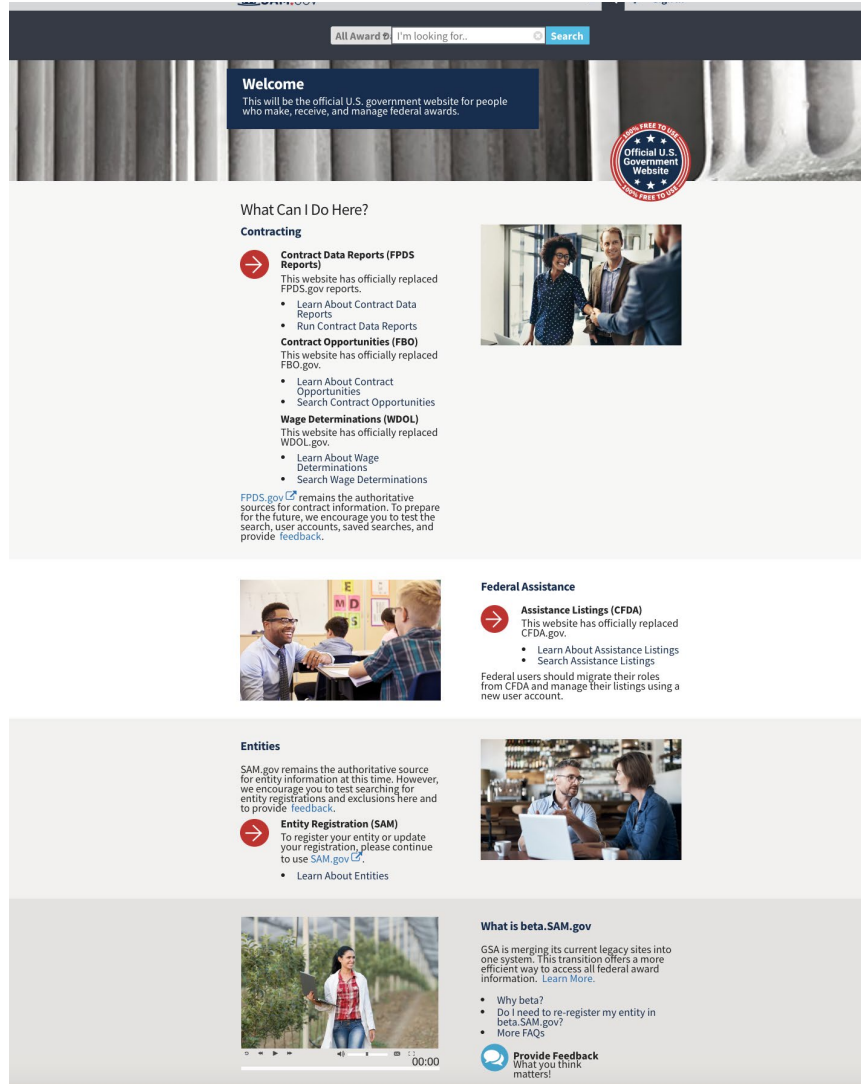 SAM.GOV
All Award
I'm looking for..
Search
Welcome
This will be the official U.S. government website for people
who make, receive, and manage federal awards.
100% FREE TO USE
Official U.S.
Government
Website
100% FREE TO USE
What Can I Do Here?
Contracting
Contract Data Reports (FPDS
Reports)
This website has officially replaced
FPDS.gov reports.
• Learn About Contract Data
Reports
• Run Contract Data Reports
Contract Opportunities (FBO)
This website has officially replaced
FBO.gov.
• Learn About Contract
Opportunities
• Search Contract Opportunities
Wage Determinations (WDOL)
This website has officially replaced
WDOL.gov.
• Learn About Wage
Determinations
• Search Wage Determinations
FPDS.gov remains the authoritative
sources for contract information. To prepare
for the future, we encourage you to test the
search, user accounts, saved searches, and
provide feedback.
E
M D
S
Federal Assistance
Assistance Listings (CFDA)
This website has officially replaced
CFDA.gov.
• Learn About Assistance Listings
• Search Assistance Listings
Federal users should migrate their roles
from CFDA and manage their listings using a
new user account.
Entities
SAM.gov remains the authoritative source
for entity information at this time. However,
we encourage you to test searching for
entity registrations and exclusions here and
to provide feedback.
Entity Registration (SAM)
To register your entity or update
your registration, please continue
to use SAM.gov.
• Learn About Entities
00:00
What is beta.SAM.gov
GSA is merging its current legacy sites into
one system. This transition offers a more
efficient way to access all federal award
information. Learn More.
• Why beta?
• Do I need to re-register my entity in
beta.SAM.gov?
• More FAQs
Provide Feedback
What you think
matters!